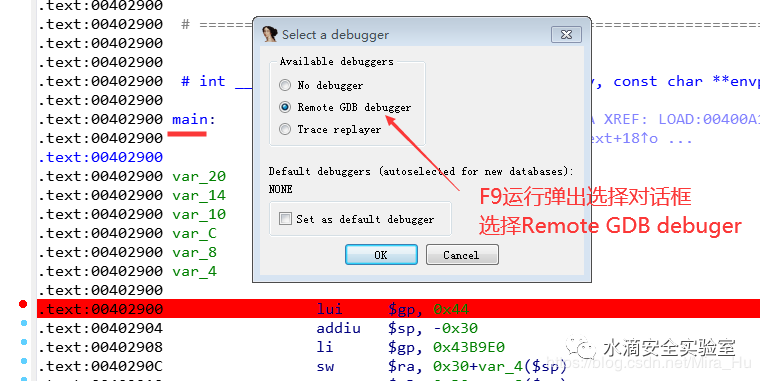 .text:00402900
.text:00402900 # ====
.text:00402900
.text:00402900
.text:00402900 # int __ y, const char **envp
.text:00402900
.text:00402900 main: A XREF: LOAD:00400A1
.text:00402900 ext+18↑o ...
.text:00402900
.text:00402900 var_20
.text:00402900 var_14
.text:00402900 var_10
.text:00402900 var_C
.text:00402900 var_8
.text:00402900 var_4
.text:00402900
.text:00402900 lui $gp, 0x44
.text:00402904 addiu $sp, -0x30
.text:00402908 li $gp, 0x43B9E0
.text:0040290C sw $ra, 0x30+var_4($sp)
Select a debugger
Available debuggers
No debugger
Remote GDB debugger
Trace replayer
Default debuggers (autoselected for new databases):
NONE
Set as default debugger
OK Cancel
F9运行弹出选择对话框
选择Remote GDB debuger
水滴安全实验室
https://blog.csdn.net/Mira_Hu